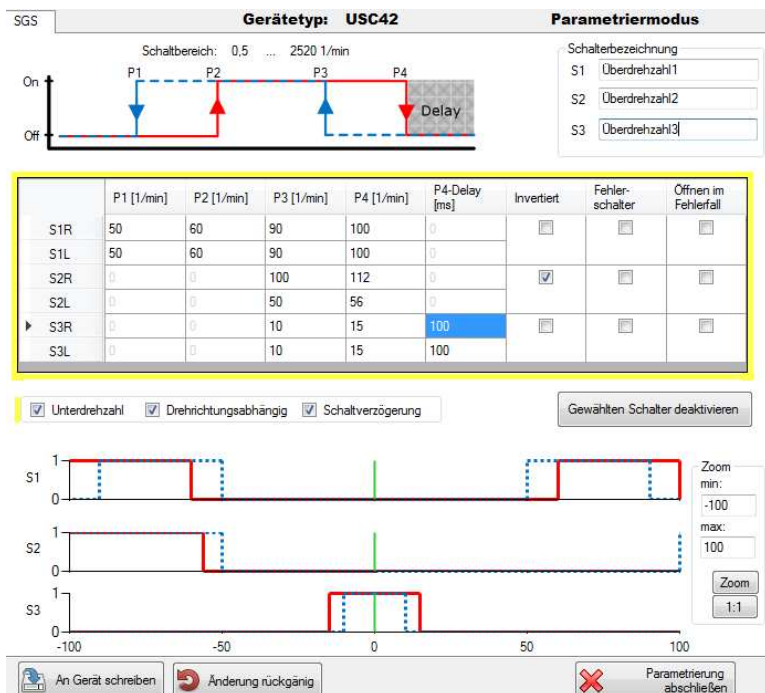 SGS Gerätetyp: USC42 Parametriermodus
Schaltbereich: 0,5 ... 2520 1/min
P1 P2 P3 P4
On
Delay
Off
Schalterbezeichnung
S1 Überdrehzahl1
S2 Überdrehzahl2
S3 Überdrehzahl3
P1 [1/min] P2 [1/min] P3 [1/min] P4 [1/min] P4-Delay [ms] Invertiert Fehler-schalter Öffnen im Fehlerfall
S1R 50 60 90 100 0
S1L 50 60 90 100 0
S2R 0 0 100 112 0
S2L 0 0 50 56 0
S3R 0 0 10 15 100
S3L 0 0 10 15 100
Unterdrehzahl Drehrichtungsabhängig Schaltverzögerung Gewählten Schalter deaktivieren
S1 1 0
S2 1 0
S3 1 0
-100 -50 0 50 100
Zoom
min:
-100
max:
100
Zoom
1:1
An Gerät schreiben Änderung rückgänig Parametrierung
abschließen